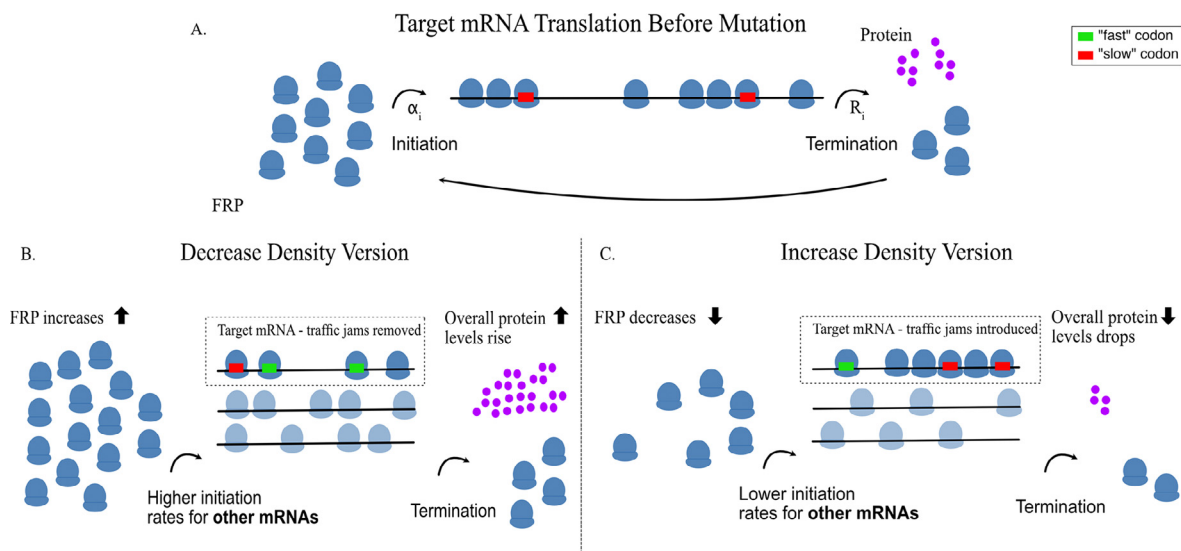 A.
Target mRNA Translation Before Mutation
"fast" codon
"slow" codon
Protein
αi
Initiation
Ri
Termination
FRP
B.
Decrease Density Version
FRP increases
Target mRNA - traffic jams removed
Overall protein
levels rise
Higher initiation
rates for other mRNAs
Termination
C.
Increase Density Version
FRP decreases
Target mRNA - traffic jams introduced
Overall protein
levels drops
Lower initiation
rates for other mRNAs
Termination